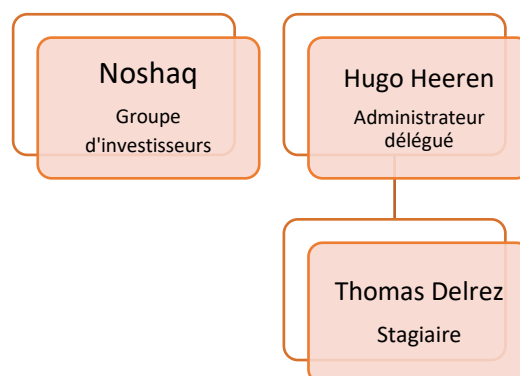 Noshaq
Groupe
d'investisseurs
Hugo Heeren
Administrateur
délégué
Thomas Delrez
Stagiaire